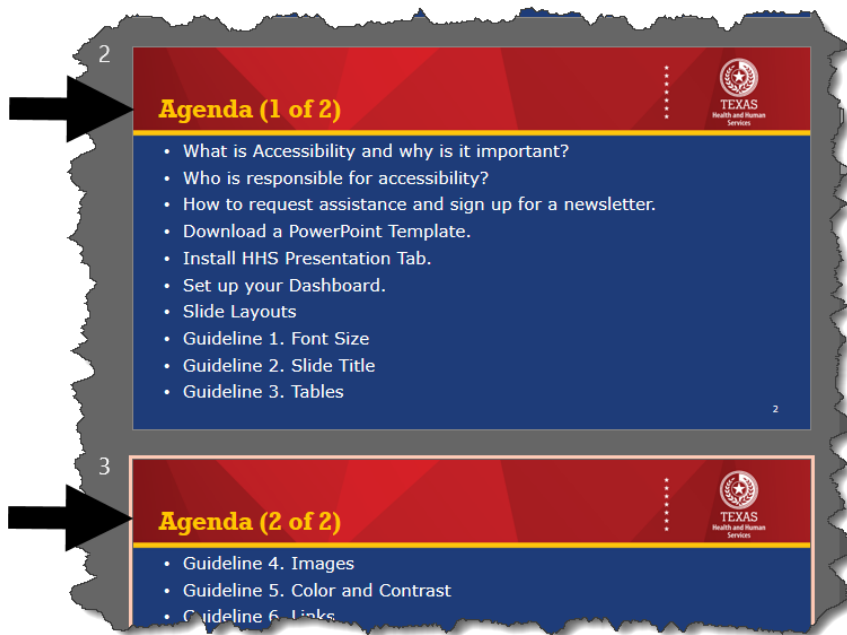 2
Agenda (1 of 2)
TEXAS
Health and Human
Services
• What is Accessibility and why is it important?
• Who is responsible for accessibility?
• How to request assistance and sign up for a newsletter.
• Download a PowerPoint Template.
• Install HHS Presentation Tab.
• Set up your Dashboard.
• Slide Layouts
• Guideline 1. Font Size
• Guideline 2. Slide Title
• Guideline 3. Tables
2
3
Agenda (2 of 2)
TEXAS
Health and Human
Services
• Guideline 4. Images
• Guideline 5. Color and Contrast
• Guideline 6. Links